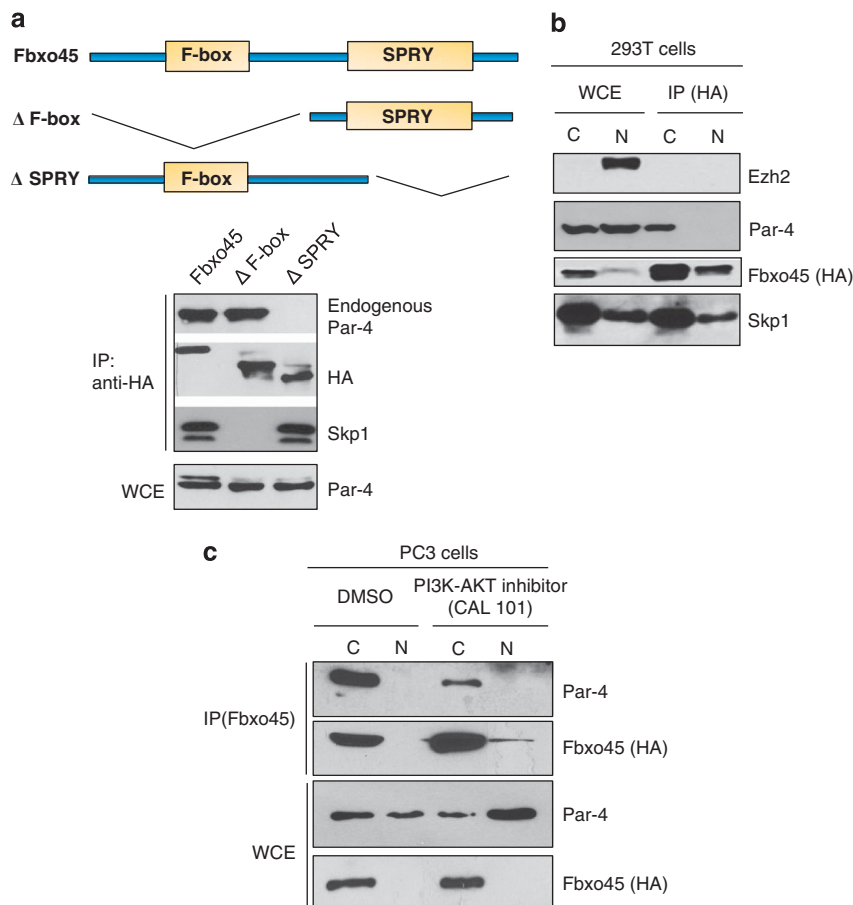 a
Fbxo45
F-box
SPRY
Δ F-box
SPRY
Δ SPRY
F-box
Fbxo45
Δ F-box
Δ SPRY
IP:
anti-HA
Endogenous
Par-4
HA
Skp1
WCE
Par-4
b
293T cells
WCE
IP (HA)
C
N
C
N
Ezh2
Par-4
Fbxo45 (HA)
Skp1
c
PC3 cells
DMSO
PI3K-AKT inhibitor
(CAL 101)
C
N
C
N
IP(Fbxo45)
Par-4
Fbxo45 (HA)
WCE
Par-4
Fbxo45 (HA)